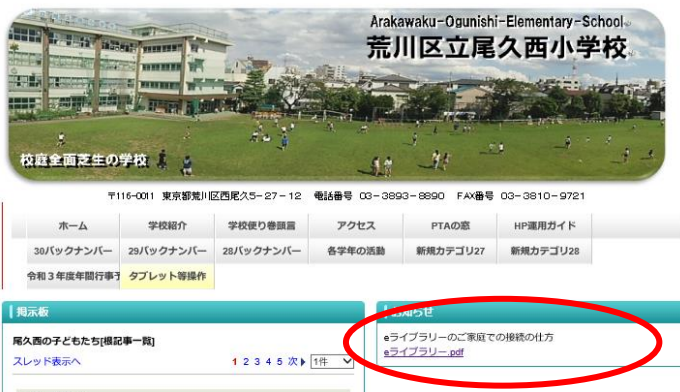 Arakawaku-Ogunishi-Elementary-School
荒川区立尾久西小学校
校庭全面芝生の学校
〒116-0011 東京都荒川区西尾久5-27-12 電話番号 03-3893-8890 FAX番号 03-3810-9721
ホーム 学校紹介 学校便り巻頭言 アクセス PTAの窓 HP運用ガイド
30バックナンバー 29バックナンバー 28バックナンバー 各学年の活動 新規カテゴリ27 新規カテゴリ28
令和3年度年間行事予 タブレット等操作
掲示板
お知らせ
尾久西の子どもたち[根記事一覧]
スレッド表示へ 1 2 3 4 5 次 1件
eライブラリーのご家庭での接続の仕方
eライブラリー.pdf